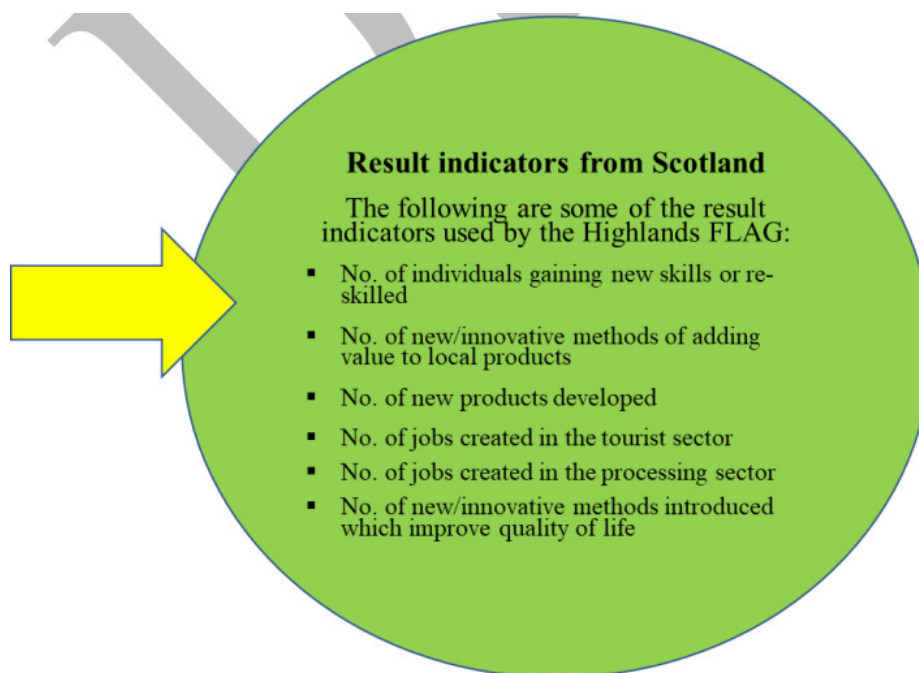 Result indicators from Scotland
The following are some of the result
indicators used by the Highlands FLAG:
▪ No. of individuals gaining new skills or re-
skilled
▪ No. of new/innovative methods of adding
value to local products
▪ No. of new products developed
▪ No. of jobs created in the tourist sector
▪ No. of jobs created in the processing sector
▪ No. of new/innovative methods introduced
which improve quality of life